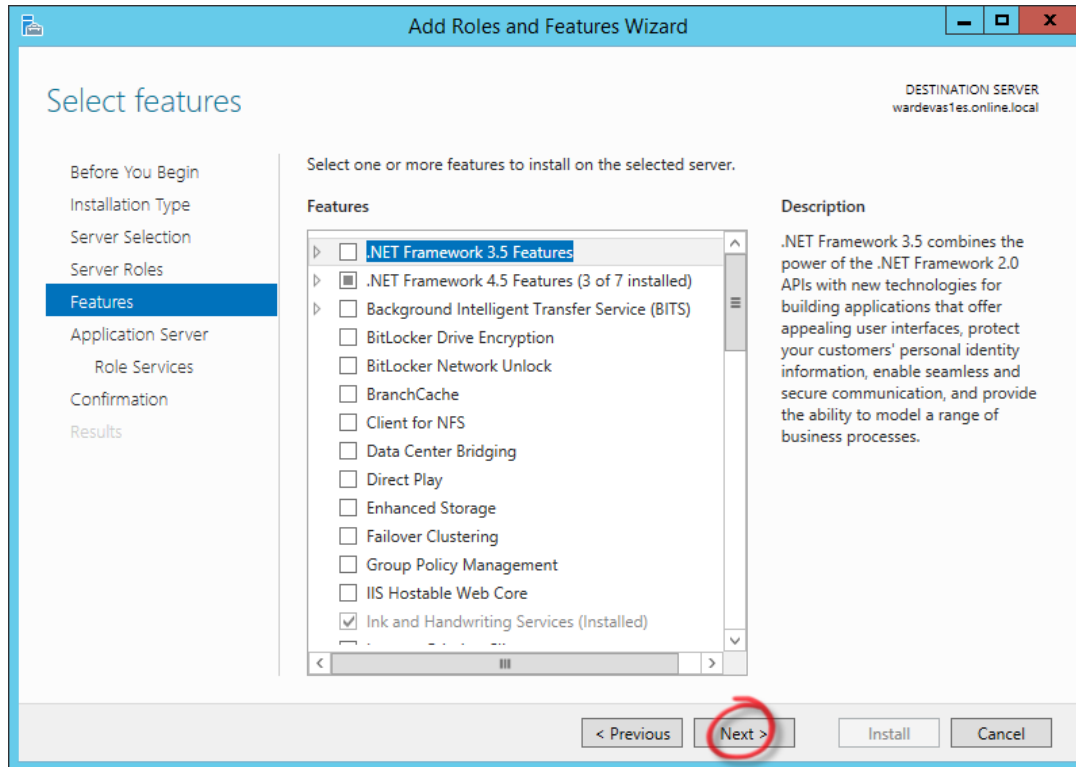 Add Roles and Features Wizard
Select features
DESTINATION SERVER
wardevas1es.online.local
Before You Begin
Installation Type
Server Selection
Server Roles
Features
Application Server
Role Services
Confirmation
Results
Select one or more features to install on the selected server.
Features
.NET Framework 3.5 Features
.NET Framework 4.5 Features (3 of 7 installed)
Background Intelligent Transfer Service (BITS)
BitLocker Drive Encryption
BitLocker Network Unlock
BranchCache
Client for NFS
Data Center Bridging
Direct Play
Enhanced Storage
Failover Clustering
Group Policy Management
IIS Hostable Web Core
Ink and Handwriting Services (Installed)
Description
.NET Framework 3.5 combines the
power of the .NET Framework 2.0
APIs with new technologies for
building applications that offer
appealing user interfaces, protect
your customers' personal identity
information, enable seamless and
secure communication, and provide
the ability to model a range of
business processes.
< Previous
Next >
Install
Cancel